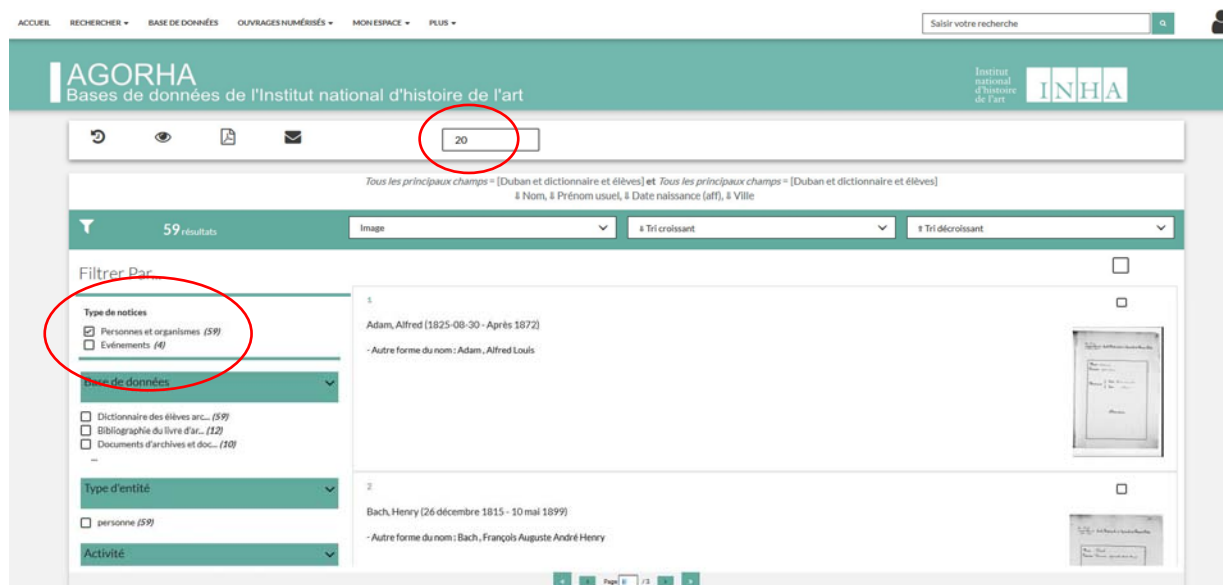 ACCUEIL RECHERCHER BASE DE DONNÉES OUVRAGES NUMÉRISÉS MON ESPACE PLUS Saisir votre recherche
AGORHA
Bases de données de l'Institut national d'histoire de l'art
Institut
national
d'histoire
de l'art
INHA
20
Tous les principaux champs = [Duban et dictionnaire et élèves] et Tous les principaux champs = [Duban et dictionnaire et élèves]
⇩ Nom, ⇩ Prénom usuel, ⇩ Date naissance (aff), ⇩ Ville
59 résultats Image ⇩ Tri croissant ⇧ Tri décroissant
Filtrer Par...
Type de notices
Personnes et organismes (59)
Evénements (4)
Base de données
Dictionnaire des élèves arc... (59)
Bibliographie du livre d'ar... (12)
Documents d'archives et doc... (10)
...
Type d'entité
personne (59)
Activité
1
Adam, Alfred (1825-08-30 - Après 1872)
- Autre forme du nom : Adam , Alfred Louis
2
Bach, Henry (26 décembre 1815 - 10 mai 1899)
- Autre forme du nom : Bach , François Auguste André Henry
Page /3